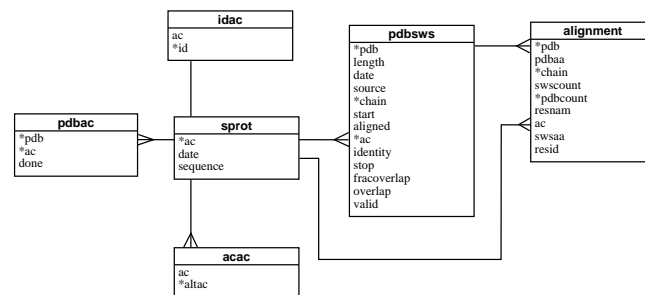 idac
ac
*id
pdbac
*pdb
*ac
done
sprot
*ac
date
sequence
acac
ac
*altac
pdbsws
*pdb
length
date
source
*chain
start
aligned
*ac
identity
stop
fracoverlap
overlap
valid
alignment
*pdb
pdbaa
*chain
swscount
*pdbcount
resnam
ac
swsaa
resid